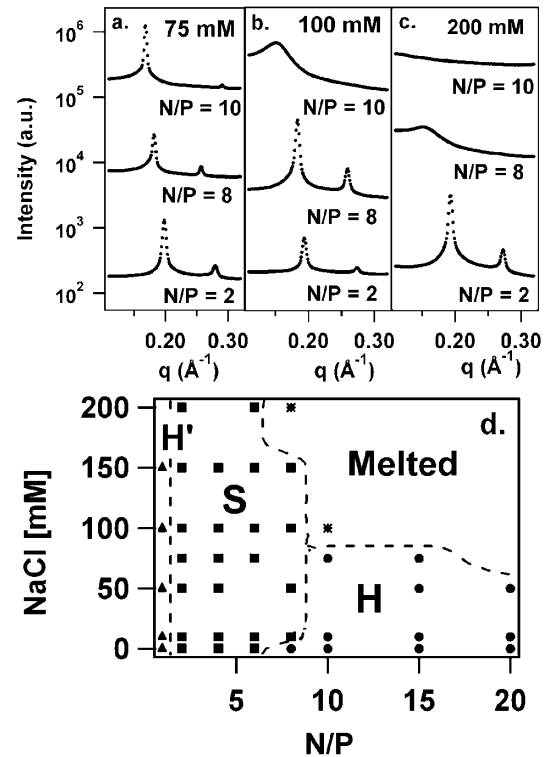 a. 75 mM
b. 100 mM
c. 200 mM
Intensity (a.u.)
10⁶
10⁵
10⁴
10³
10²
N/P = 10
N/P = 8
N/P = 2
N/P = 10
N/P = 8
N/P = 2
N/P = 10
N/P = 8
N/P = 2
0.20 0.30
0.20 0.30
0.20 0.30
q (Å⁻¹)
q (Å⁻¹)
q (Å⁻¹)
d.
NaCl [mM]
200
150
100
50
0
H'
S
Melted
H
5 10 15 20
N/P